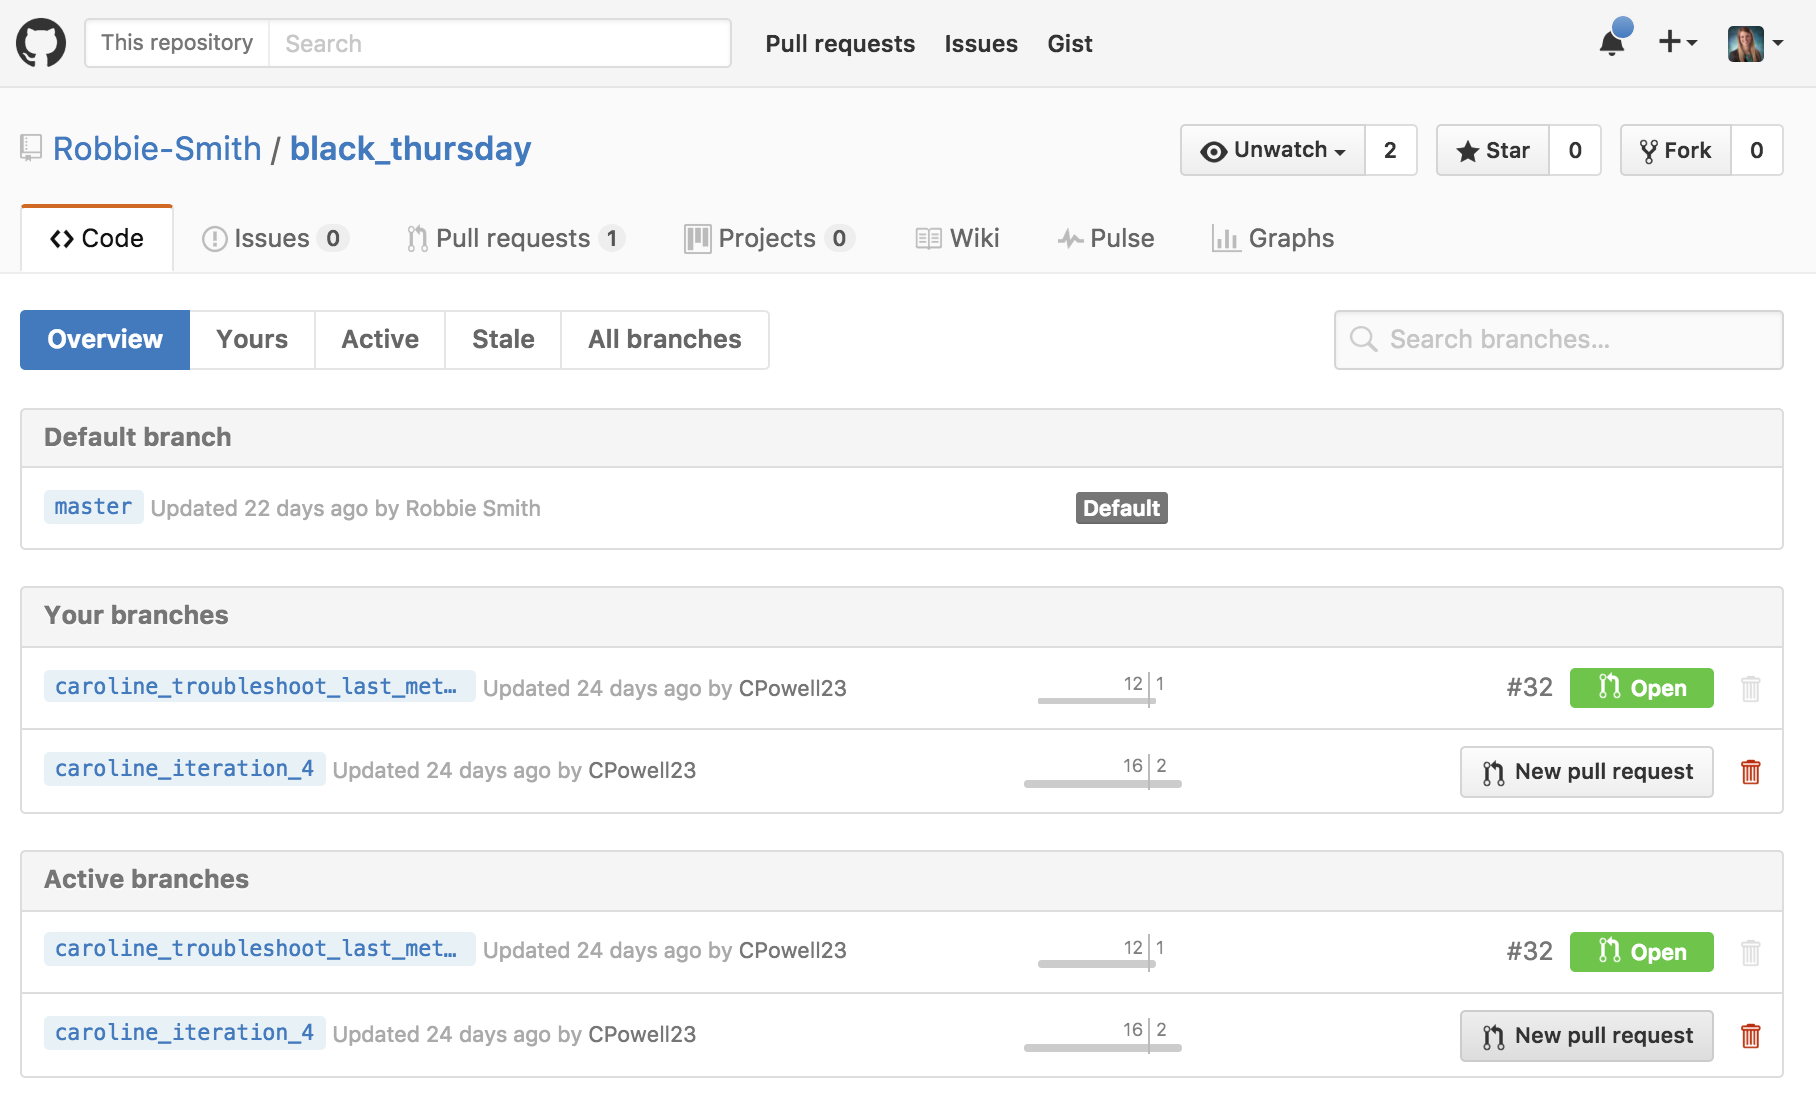 This repository Search Pull requests Issues Gist
Robbie-Smith / black_thursday Unwatch 2 Star 0 Fork 0
Code Issues 0 Pull requests 1 Projects 0 Wiki Pulse Graphs
Overview Yours Active Stale All branches Search branches...
Default branch
master Updated 22 days ago by Robbie Smith Default
Your branches
caroline_troubleshoot_last_met… Updated 24 days ago by CPowell23 12 1 #32 Open
caroline_iteration_4 Updated 24 days ago by CPowell23 16 2 New pull request
Active branches
caroline_troubleshoot_last_met… Updated 24 days ago by CPowell23 12 1 #32 Open
caroline_iteration_4 Updated 24 days ago by CPowell23 16 2 New pull request